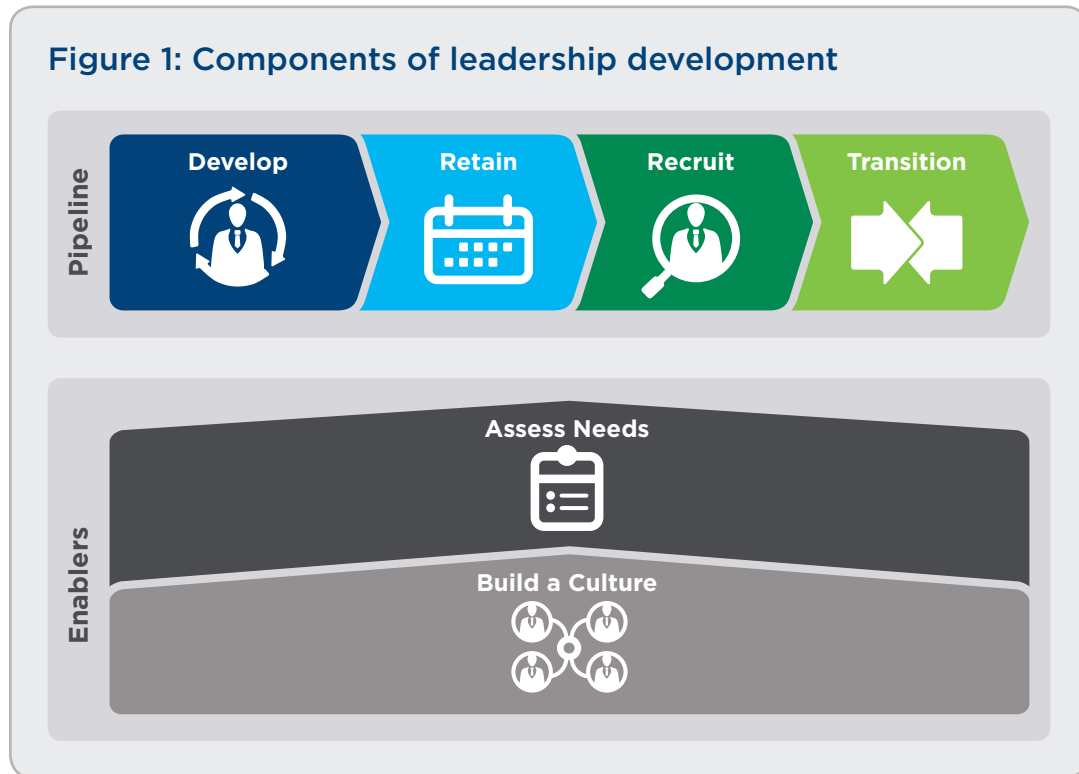 Figure 1: Components of leadership development
Pipeline
Develop
Retain
Recruit
Transition
Enablers
Assess Needs
Build a Culture